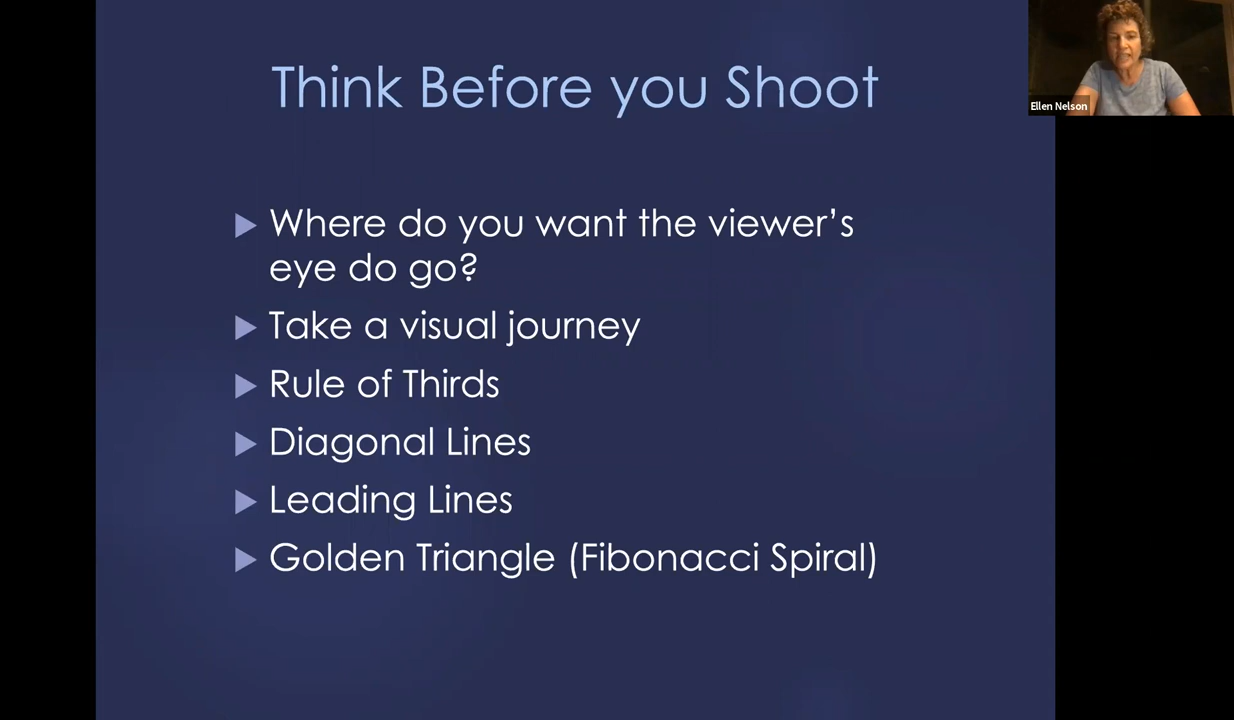 Think Before you Shoot
Ellen Nelson
Where do you want the viewer’s
eye do go?
Take a visual journey
Rule of Thirds
Diagonal Lines
Leading Lines
Golden Triangle (Fibonacci Spiral)